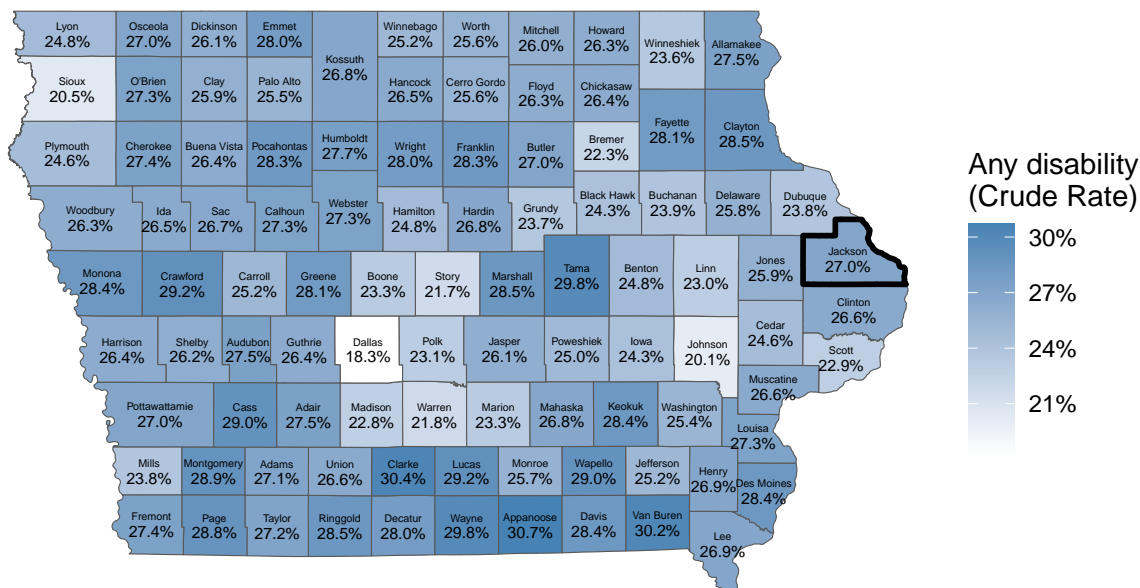 Lyon
24.8%
Osceola
27.0%
Dickinson
26.1%
Emmet
28.0%
Kossuth
26.8%
Winnebago
25.2%
Worth
25.6%
Mitchell
26.0%
Howard
26.3%
Winneshiek
23.6%
Allamakee
27.5%
Sioux
20.5%
O'Brien
27.3%
Clay
25.9%
Palo Alto
25.5%
Hancock
26.5%
Cerro Gordo
25.6%
Floyd
26.3%
Chickasaw
26.4%
Plymouth
24.6%
Cherokee
27.4%
Buena Vista
26.4%
Pocahontas
28.3%
Humboldt
27.7%
Wright
28.0%
Franklin
28.3%
Butler
27.0%
Bremer
22.3%
Fayette
28.1%
Clayton
28.5%
Woodbury
26.3%
Ida
26.5%
Sac
26.7%
Calhoun
27.3%
Webster
27.3%
Hamilton
24.8%
Hardin
26.8%
Grundy
23.7%
Black Hawk
24.3%
Buchanan
23.9%
Delaware
25.8%
Dubuque
23.8%
Monona
28.4%
Crawford
29.2%
Carroll
25.2%
Greene
28.1%
Boone
23.3%
Story
21.7%
Marshall
28.5%
Tama
29.8%
Benton
24.8%
Linn
23.0%
Jones
25.9%
Jackson
27.0%
Clinton
26.6%
Harrison
26.4%
Shelby
26.2%
Audubon
27.5%
Guthrie
26.4%
Dallas
18.3%
Polk
23.1%
Jasper
26.1%
Poweshiek
25.0%
Iowa
24.3%
Johnson
20.1%
Cedar
24.6%
Scott
22.9%
Muscatine
26.6%
Pottawattamie
27.0%
Cass
29.0%
Adair
27.5%
Madison
22.8%
Warren
21.8%
Marion
23.3%
Mahaska
26.8%
Keokuk
28.4%
Washington
25.4%
Louisa
27.3%
Mills
23.8%
Montgomery
28.9%
Adams
27.1%
Union
26.6%
Clarke
30.4%
Lucas
29.2%
Monroe
25.7%
Wapello
29.0%
Jefferson
25.2%
Henry
26.9%
Des Moines
28.4%
Fremont
27.4%
Page
28.8%
Taylor
27.2%
Ringgold
28.5%
Decatur
28.0%
Wayne
29.8%
Appanoose
30.7%
Davis
28.4%
Van Buren
30.2%
Lee
26.9%
Any disability
(Crude Rate)
30%
27%
24%
21%